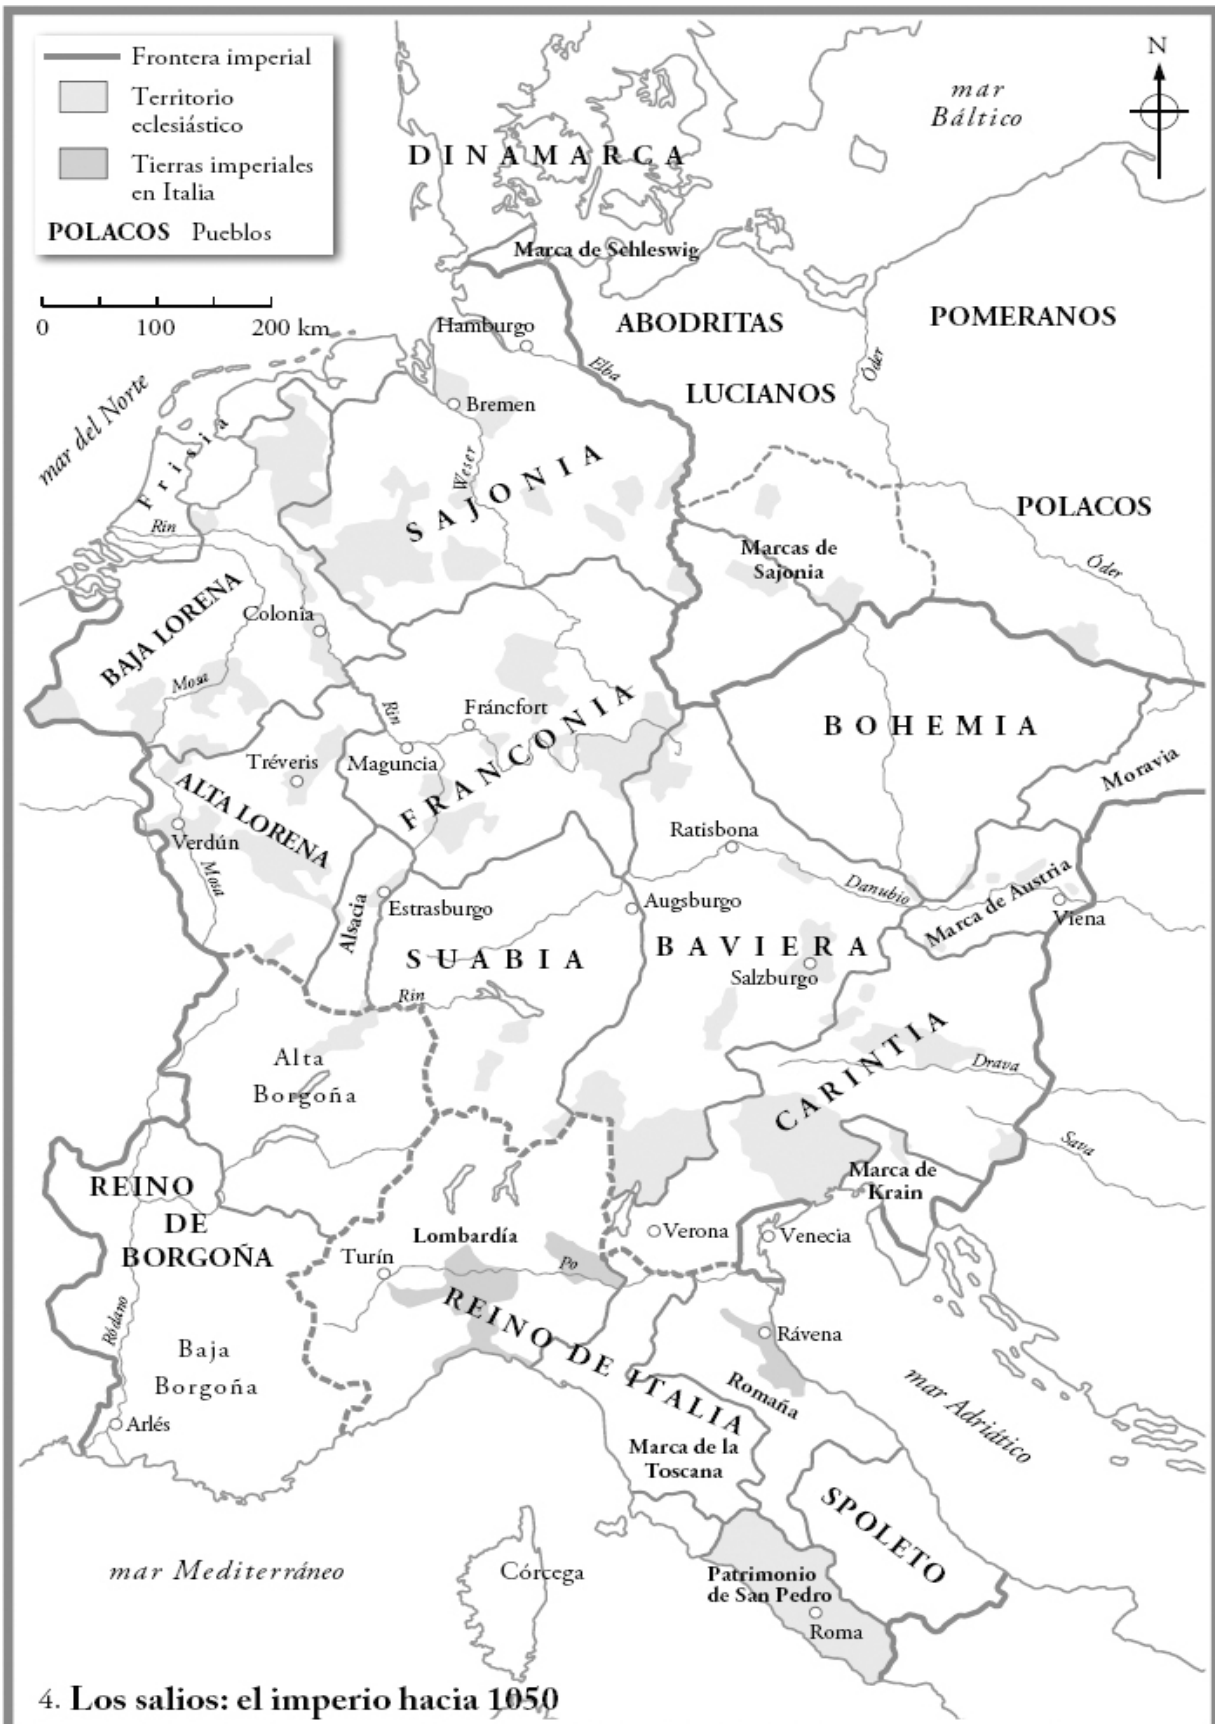 Frontera imperial
Territorio
eclesiástico
Tierras imperiales
en Italia
POLACOS Pueblos
0 100 200 km
N
mar
Báltico
DINAMARCA
Marca de Schleswig
Hamburgo
ABODRITAS
POMERANOS
Elba
Óder
LUCIANOS
mar del Norte
Bremen
Frisia
Weser
SAJONIA
POLACOS
Rin
Marcas de
Sajonia
Óder
BAJA LORENA
Colonia
Mosa
Rin
Fráncfort
FRANCONIA
BOHEMIA
Moravia
Tréveris
Maguncia
ALTA LORENA
Verdún
Mosa
Ratisbona
Danubio
Marca de Austria
Viena
Alsacia
Estrasburgo
Augsburgo
SUABIA
BAVIERA
Salzburgo
Rin
CARINTIA
Drava
Alta
Borgoña
Sava
REINO
DE
BORGOÑA
Marca de
Krain
Lombardía
Verona
Venecia
Turín
Po
REINO DE ITALIA
Ródano
Rávena
Baja
Borgoña
Romaña
mar Adriático
Arlés
Marca de la
Toscana
SPOLETO
mar Mediterráneo
Córcega
Patrimonio
de San Pedro
Roma
4. Los salios: el imperio hacia 1050